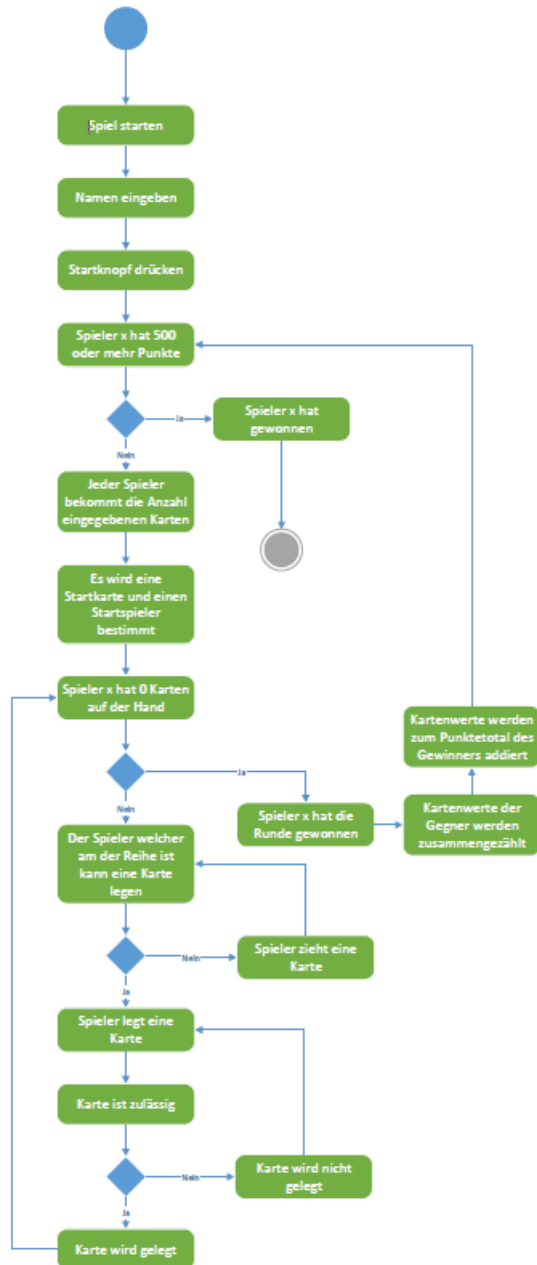 Spiel starten
Namen eingeben
Startknopf drücken
Spieler x hat 500
oder mehr Punkte
Ja
Spieler x hat
gewonnen
Nein
Jeder Spieler
bekommt die Anzahl
eingegebenen Karten
Es wird eine
Startkarte und einen
Startspieler
bestimmt
Spieler x hat 0 Karten
auf der Hand
Ja
Nein
Spieler x hat die
Runde gewonnen
Kartenwerte der
Gegner werden
zusammengezählt
Kartenwerte werden
zum Punktetotal des
Gewinners addiert
Der Spieler welcher
am der Reihe ist
kann eine Karte
legen
Nein
Spieler zieht eine
Karte
Ja
Spieler legt eine
Karte
Karte ist zulässig
Nein
Karte wird nicht
gelegt
Ja
Karte wird gelegt